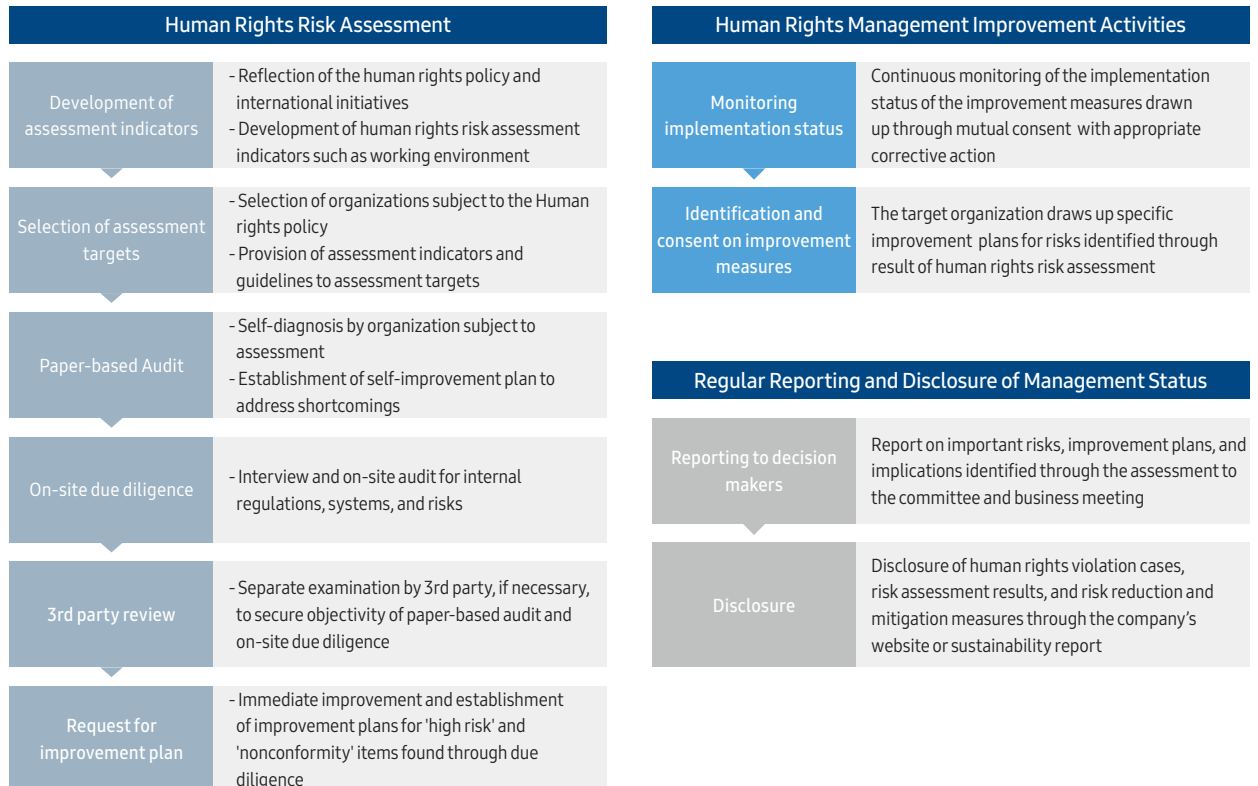 Human Rights Risk Assessment
Development of
assessment indicators
- Reflection of the human rights policy and
international initiatives
- Development of human rights risk assessment
indicators such as working environment
Selection of assessment
targets
- Selection of organizations subject to the Human
rights policy
- Provision of assessment indicators and
guidelines to assessment targets
Paper-based Audit
- Self-diagnosis by organization subject to
assessment
- Establishment of self-improvement plan to
address shortcomings
On-site due diligence
- Interview and on-site audit for internal
regulations, systems, and risks
3rd party review
- Separate examination by 3rd party, if necessary,
to secure objectivity of paper-based audit and
on-site due diligence
Request for
improvement plan
- Immediate improvement and establishment
of improvement plans for 'high risk' and
'nonconformity' items found through due
diligence
Human Rights Management Improvement Activities
Monitoring
implementation status
Continuous monitoring of the implementation
status of the improvement measures drawn
up through mutual consent with appropriate
corrective action
Identification and
consent on improvement
measures
The target organization draws up specific
improvement plans for risks identified through
result of human rights risk assessment
Regular Reporting and Disclosure of Management Status
Reporting to decision
makers
Report on important risks, improvement plans, and
implications identified through the assessment to
the committee and business meeting
Disclosure
Disclosure of human rights violation cases,
risk assessment results, and risk reduction and
mitigation measures through the company's
website or sustainability report